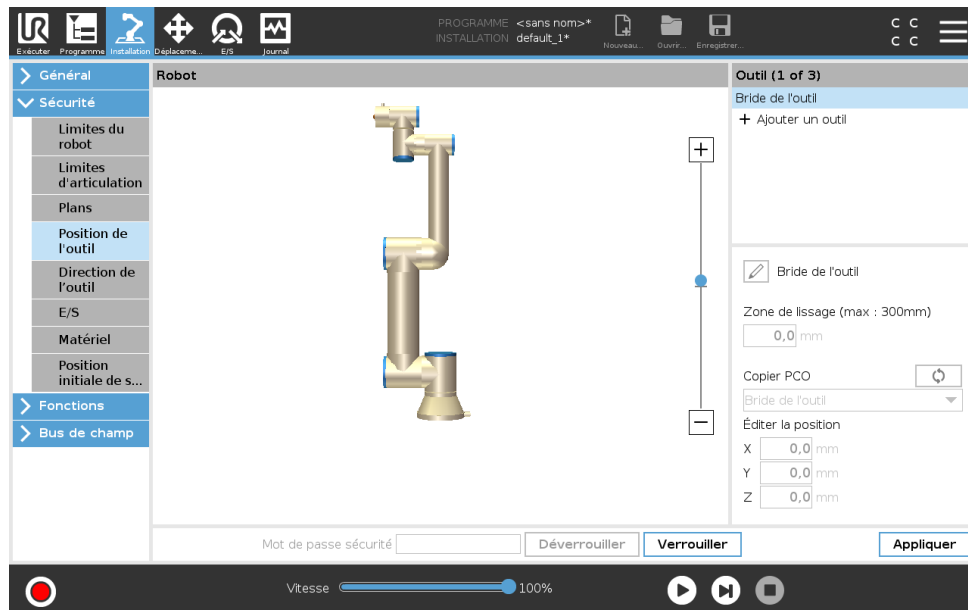 UR
PROGRAMME <sans nom>*
INSTALLATION default_1*
Exécuter Programme Installation Déplaceme... E/S Journal
Nouveau... Ouvrir... Enregistrer...
C C
C C
Général
Sécurité
Limites du
robot
Limites
d'articulation
Plans
Position de
l'outil
Direction de
l’outil
E/S
Matériel
Position
initiale de s...
Fonctions
Bus de champ
Robot
Outil (1 of 3)
Bride de l'outil
+ Ajouter un outil
Bride de l'outil
Zone de lissage (max : 300mm)
0,0 mm
Copier PCO
Bride de l'outil
Éditer la position
X 0,0 mm
Y 0,0 mm
Z 0,0 mm
Mot de passe sécurité Déverrouiller Verrouiller Appliquer
Vitesse 100%